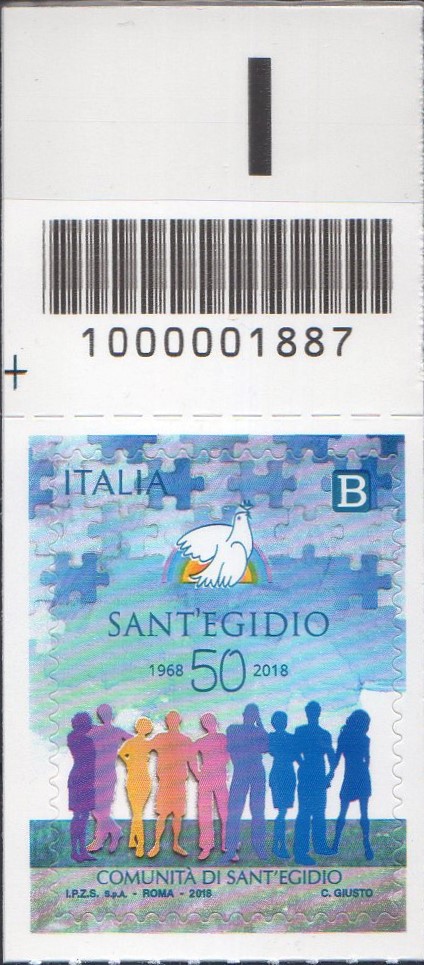 1000001887
ITALIA B
SANT'EGIDIO
1968 50 2018
COMUNITÀ DI SANT'EGIDIO
I.P.Z.S. S.p.A. - ROMA - 2018 C. GIUSTO